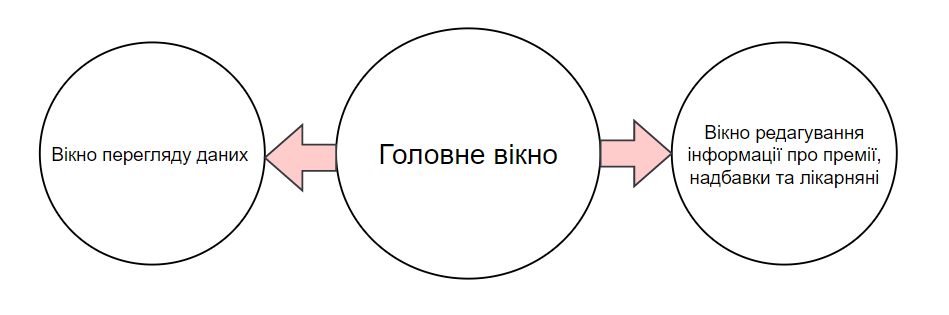 Вікно перегляду даних
Головне вікно
Вікно редагування
інформації про премії,
надбавки та лікарняні